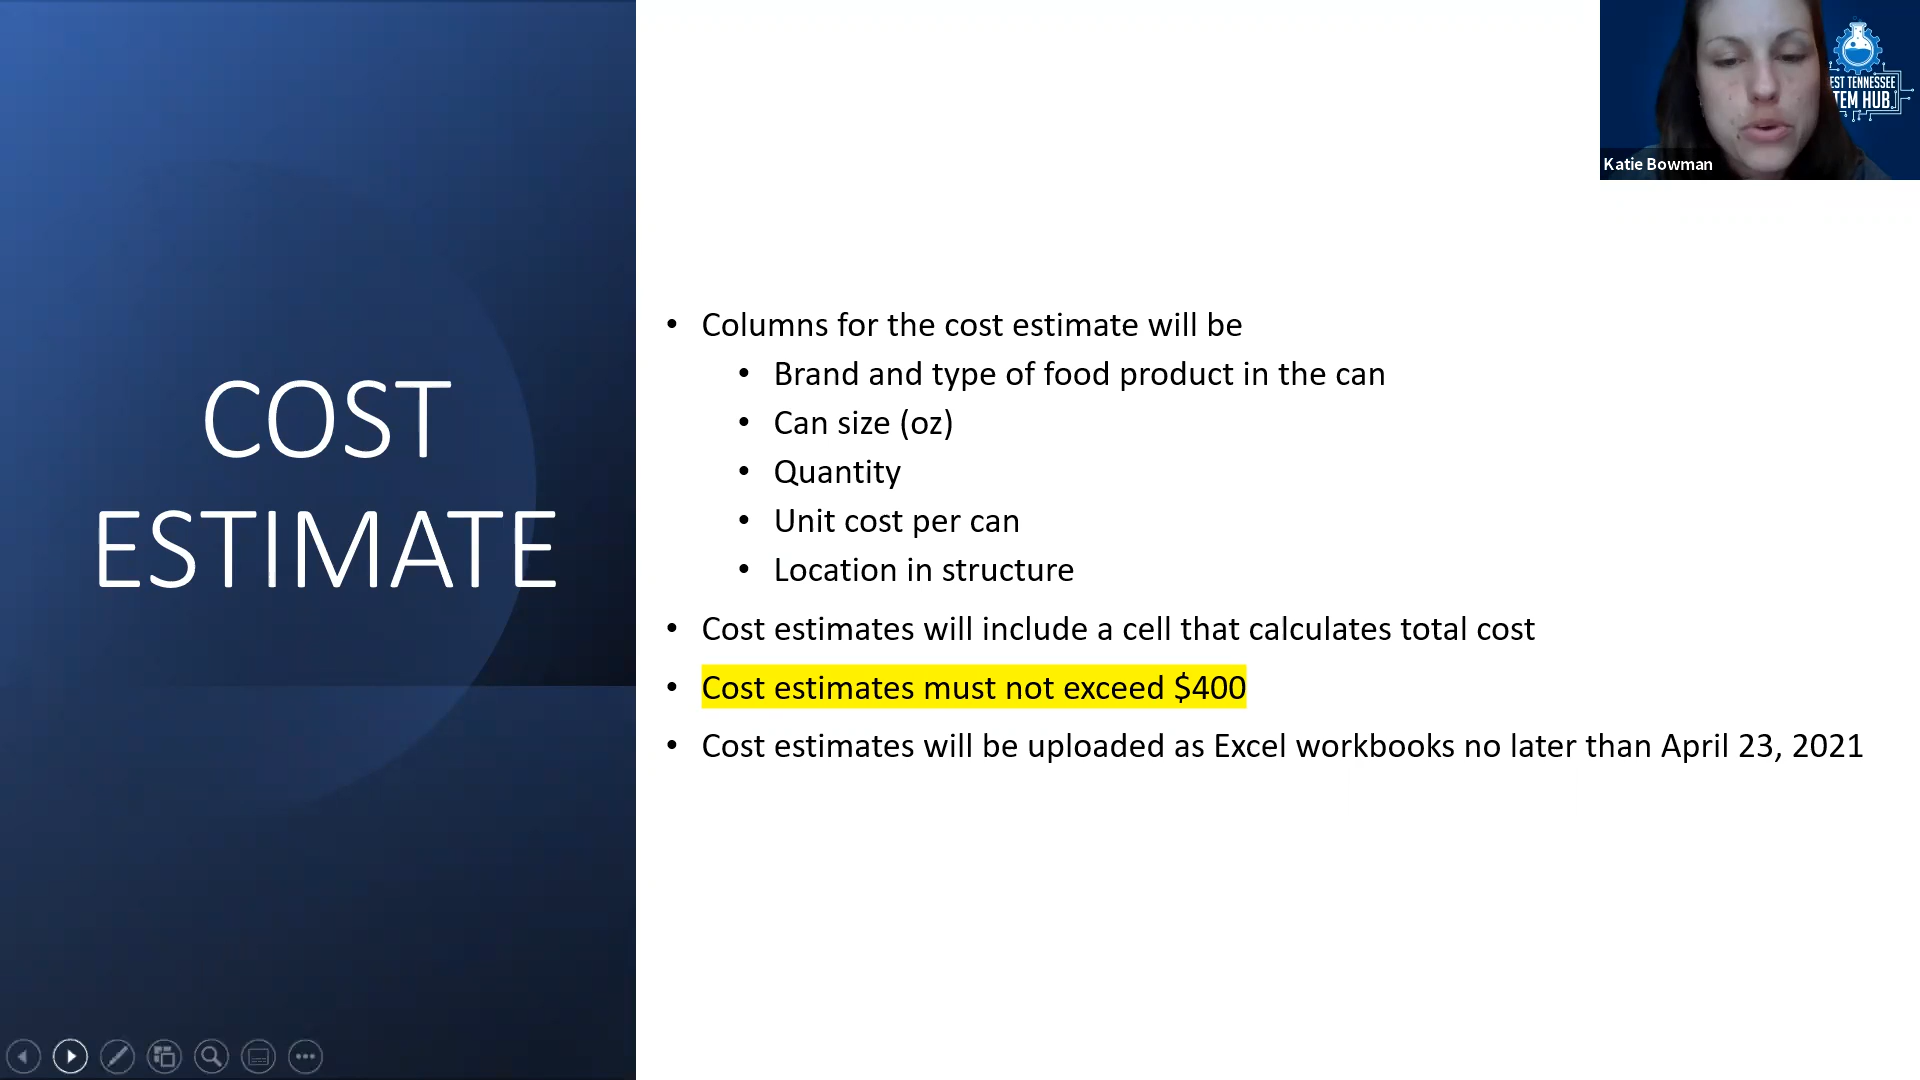 COST
ESTIMATE
• Columns for the cost estimate will be
• Brand and type of food product in the can
• Can size (oz)
• Quantity
• Unit cost per can
• Location in structure
• Cost estimates will include a cell that calculates total cost
• Cost estimates must not exceed $400
• Cost estimates will be uploaded as Excel workbooks no later than April 23, 2021
EST TENNESSEE
TEM HUB
Katie Bowman